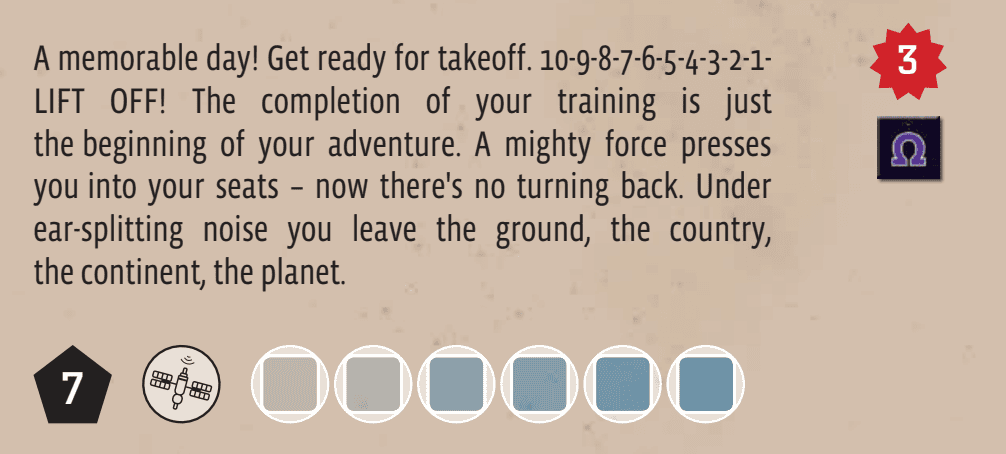 A memorable day! Get ready for takeoff. 10-9-8-7-6-5-4-3-2-1-
LIFT OFF! The completion of your training is just
the beginning of your adventure. A mighty force presses
you into your seats – now there's no turning back. Under
ear-splitting noise you leave the ground, the country,
the continent, the planet.
3
Ω
7